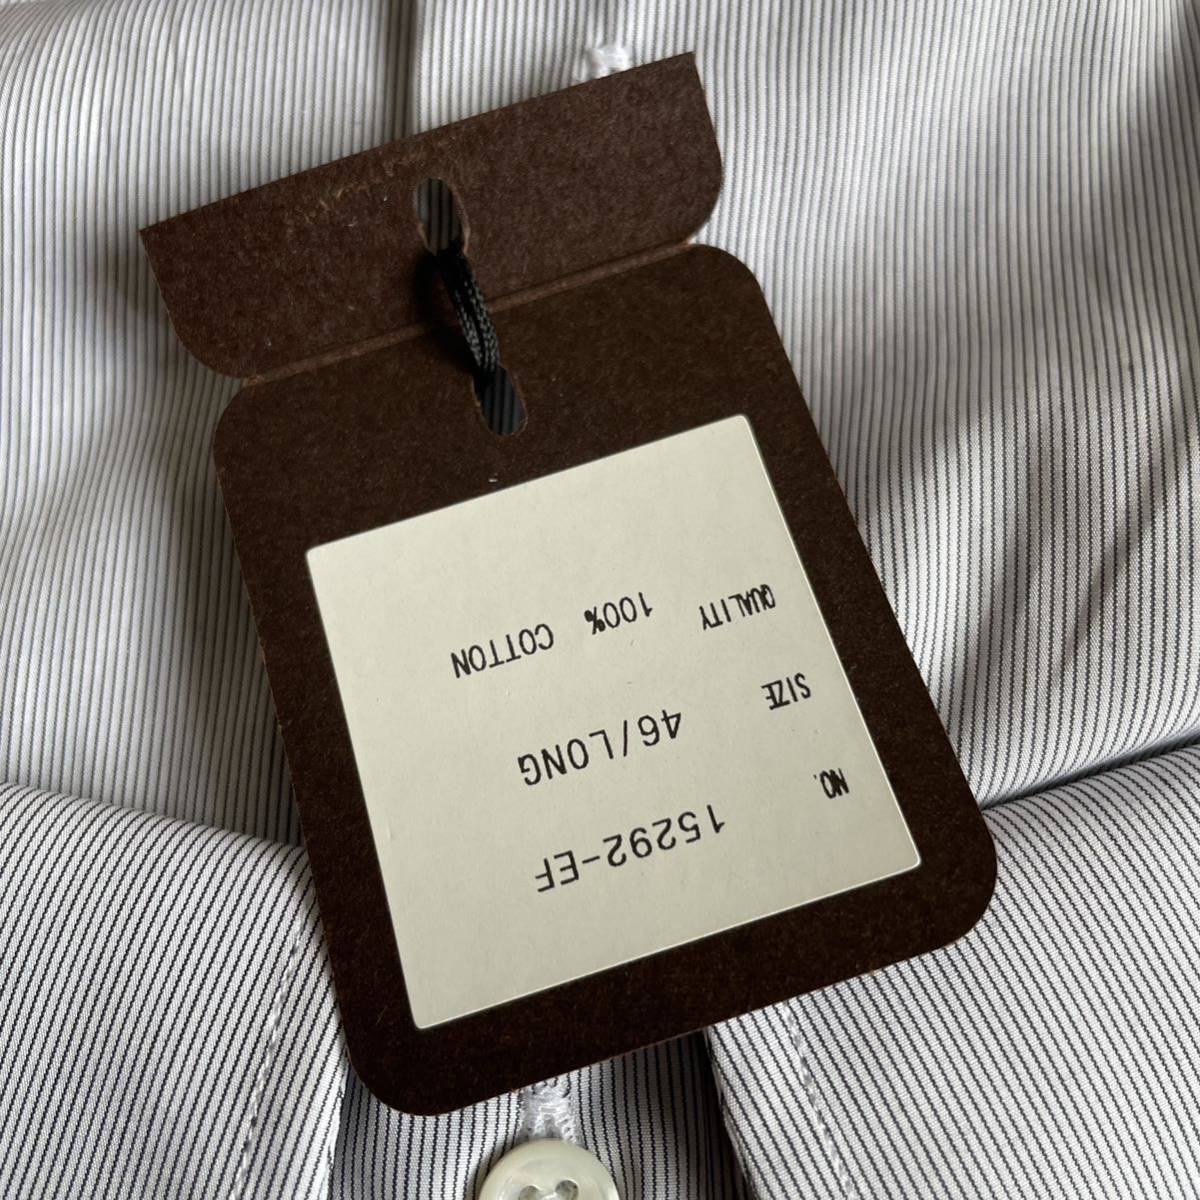 NO. 15292-EF
SIZE 46/LONG
QUALITY 100% COTTON